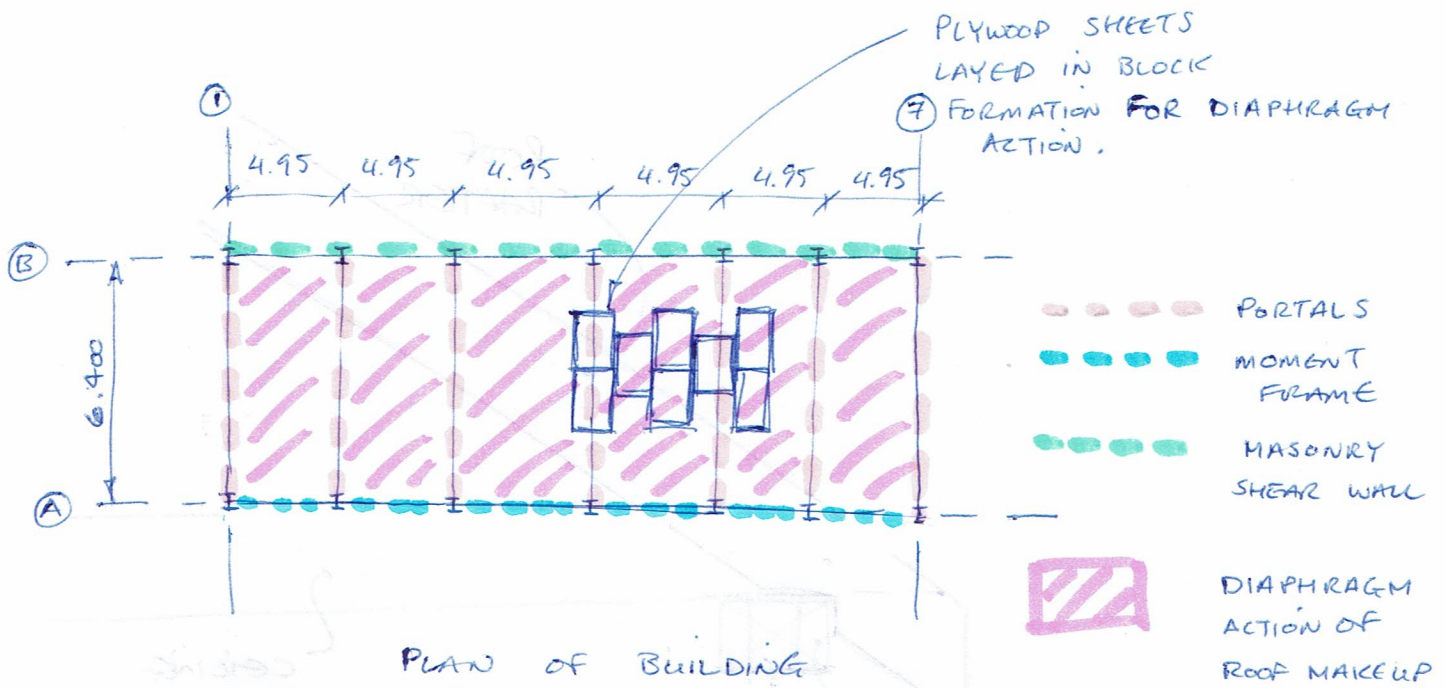 PLYWOOD SHEETS
LAYED IN BLOCK
FORMATION FOR DIAPHRAGM
ACTION.
1
7
4.95 4.95 4.95 4.95 4.95 4.95
B
6.400
A
PORTALS
MOMENT
FRAME
MASONRY
SHEAR WALL
DIAPHRAGM
ACTION OF
ROOF MAKEUP
PLAN OF BUILDING